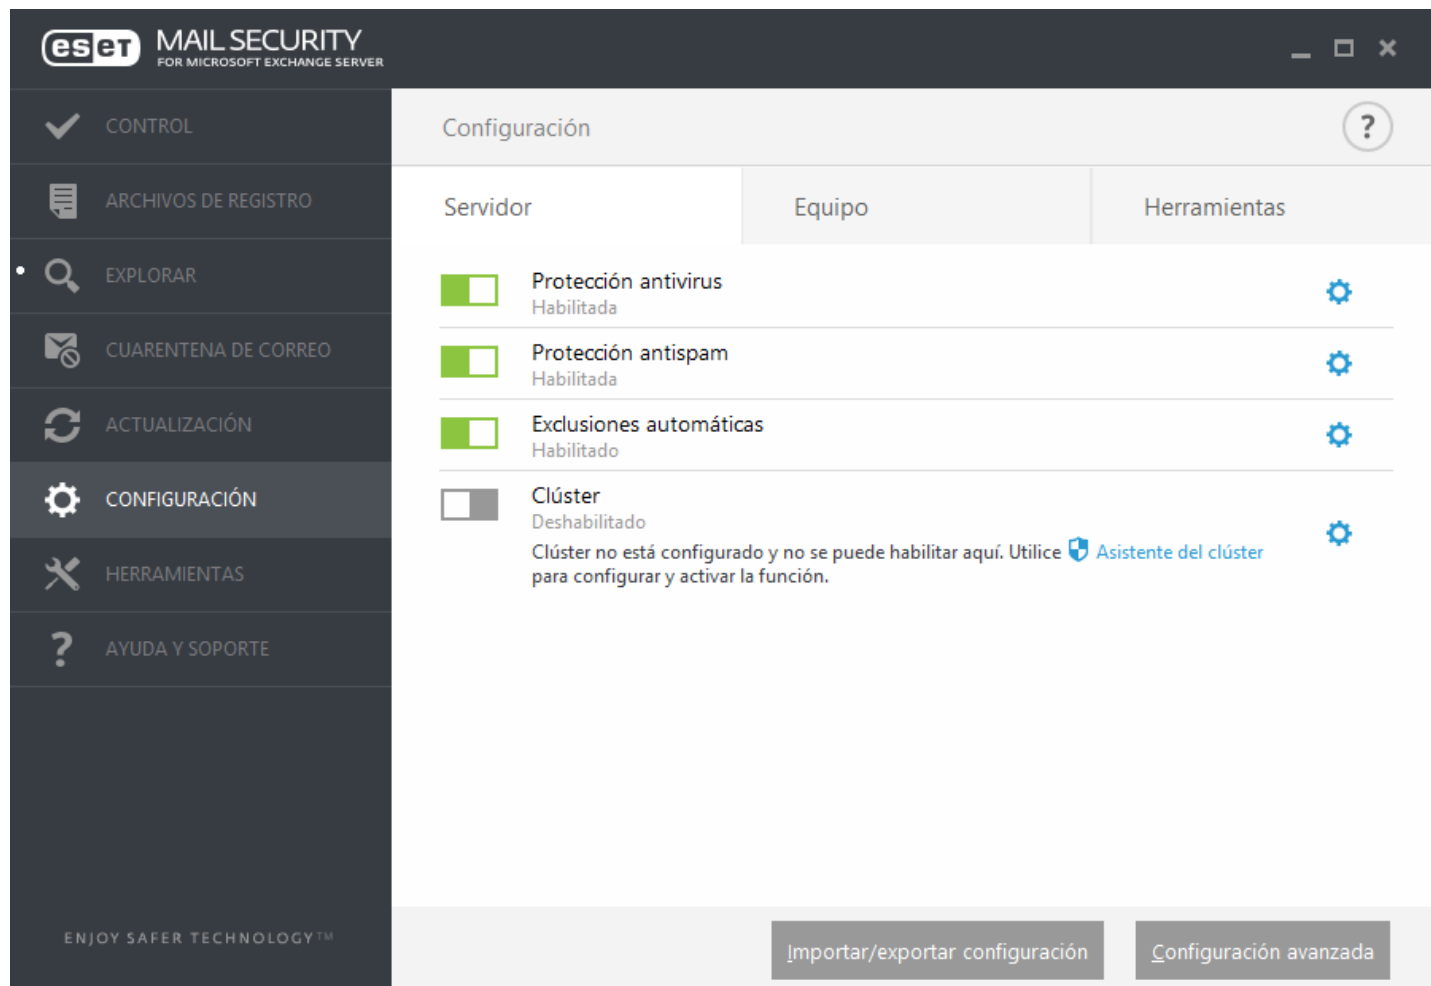 eset MAIL SECURITY
FOR MICROSOFT EXCHANGE SERVER
CONTROL
ARCHIVOS DE REGISTRO
EXPLORAR
CUARENTENA DE CORREO
ACTUALIZACIÓN
CONFIGURACIÓN
HERRAMIENTAS
? AYUDA Y SOPORTE
ENJOY SAFER TECHNOLOGY™
Configuración ?
Servidor Equipo Herramientas
Protección antivirus
Habilitada
Protección antispam
Habilitada
Exclusiones automáticas
Habilitado
Clúster
Deshabilitado
Clúster no está configurado y no se puede habilitar aquí. Utilice Asistente del clúster
para configurar y activar la función.
Importar/exportar configuración Configuración avanzada